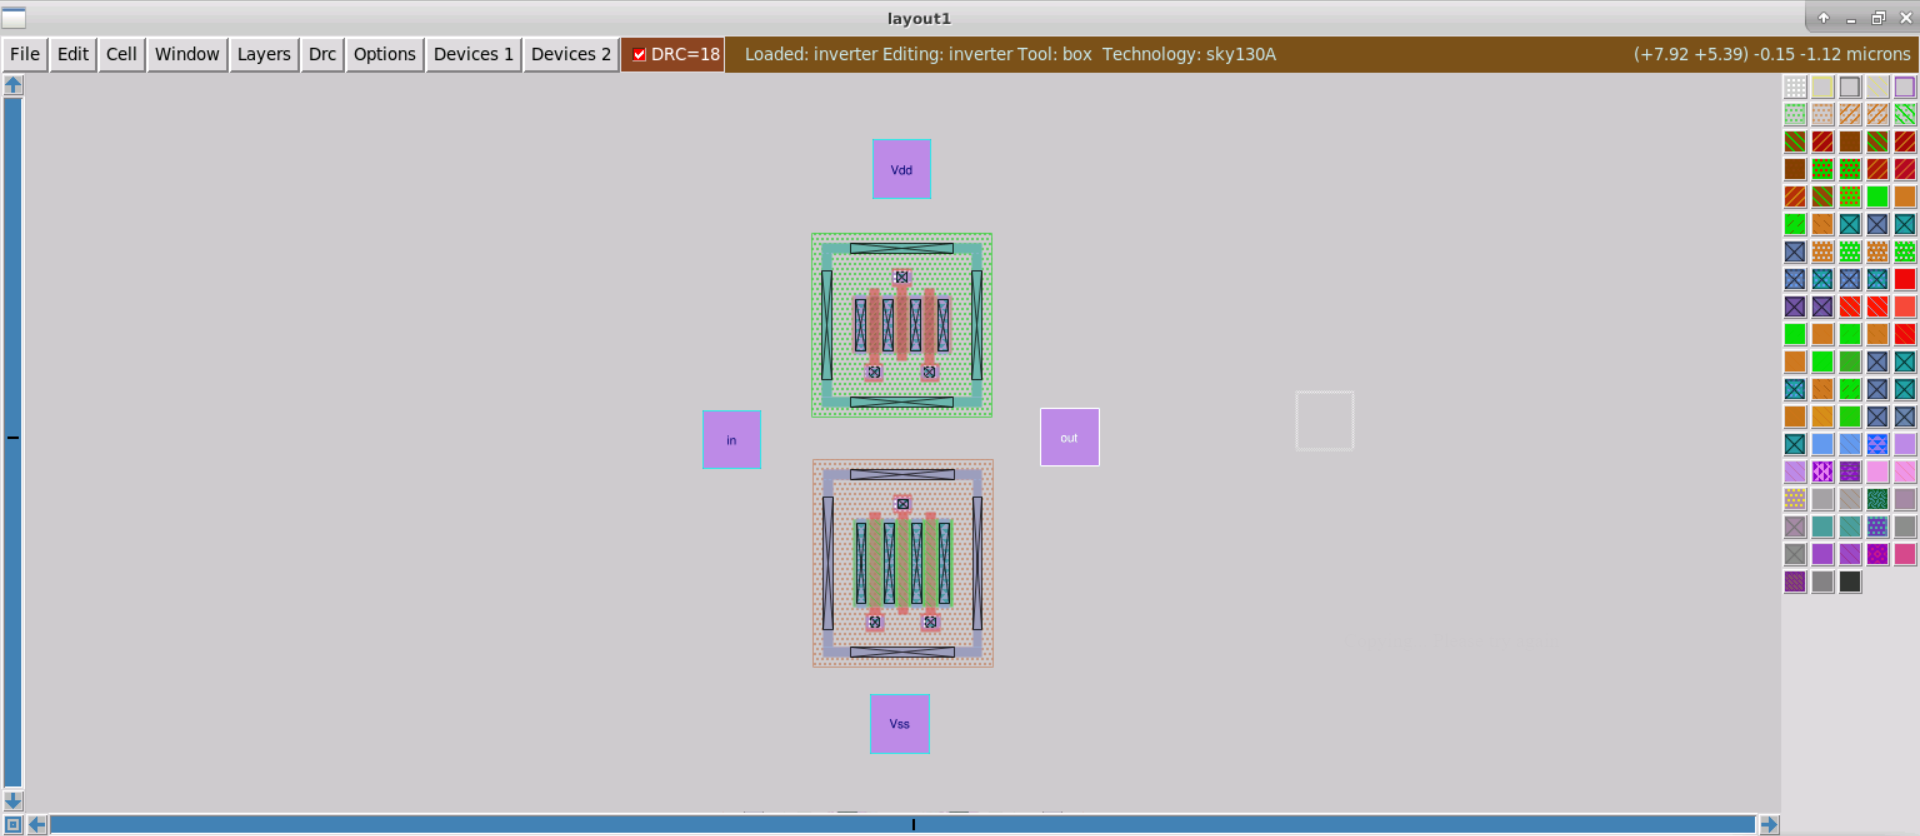 layout1
File Edit Cell Window Layers Drc Options Devices 1 Devices 2 DRC=18 Loaded: inverter Editing: inverter Tool: box Technology: sky130A (+7.92 +5.39) -0.15 -1.12 microns
Vdd
in
out
Vss